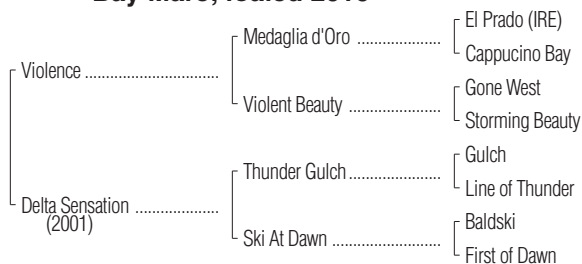 Bay Mare; foaled
El Prado (IRE)
Medaglia d'Oro ......................
Cappucino Bay
Violence ...................................
Gone West
Violent Beauty ......................
Storming Beauty
Gulch
Thunder Gulch ......................
Line of Thunder
Delta Sensation ......................
(2001)
Baldski
Ski At Dawn ............................
First of Dawn